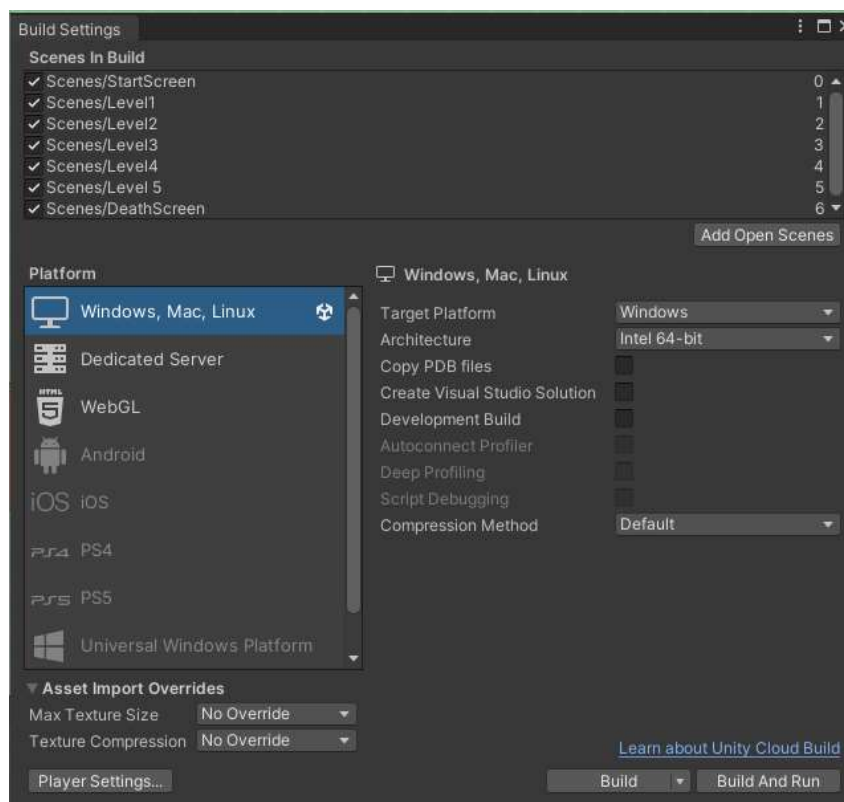 Build Settings
Scenes In Build
Scenes/StartScreen 0
Scenes/Level1 1
Scenes/Level2 2
Scenes/Level3 3
Scenes/Level4 4
Scenes/Level 5 5
Scenes/DeathScreen 6
Add Open Scenes
Platform
Windows, Mac, Linux
Dedicated Server
HTML 5 WebGL
Android
iOS iOS
PS4 PS4
PS5 PS5
Universal Windows Platform
Windows, Mac, Linux
Target Platform Windows
Architecture Intel 64-bit
Copy PDB files
Create Visual Studio Solution
Development Build
Autoconnect Profiler
Deep Profiling
Script Debugging
Compression Method Default
Asset Import Overrides
Max Texture Size No Override
Texture Compression No Override
Learn about Unity Cloud Build
Player Settings... Build Build And Run